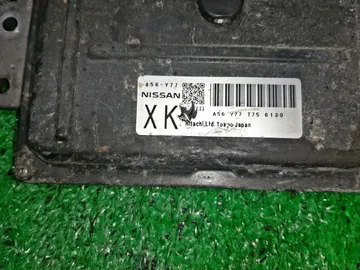 A56-Y77
NISSAN
XK
A56 Y77 T75 6130
Hitachi,Ltd.Tokyo Japan